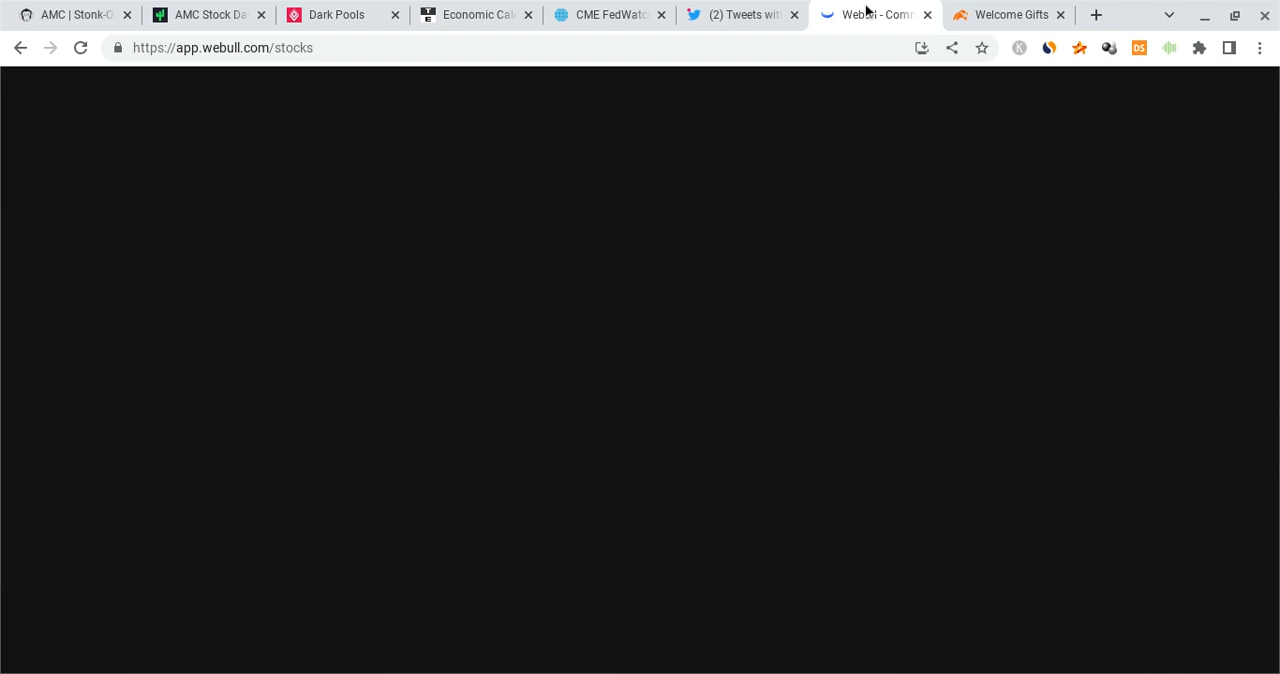 AMC | Stonk-O
AMC Stock Da
Dark Pools
Economic Cal
CME FedWatc
(2) Tweets wit
Webull - Comm
Welcome Gifts
https://app.webull.com/stocks
K
DS